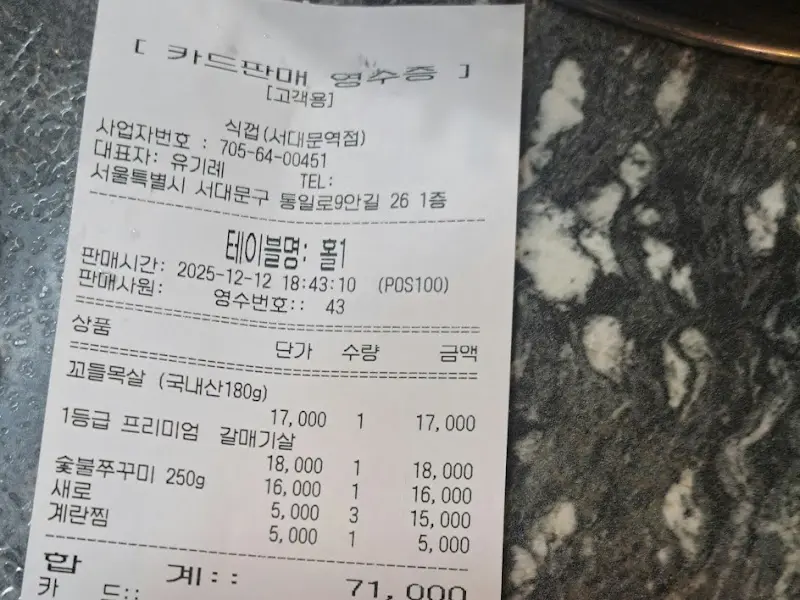 [ 카드판매 영수증 ]
[고객용]
식껍(서대문역점)
사업자번호 : 705-64-00451
대표자: 유기례 TEL:
서울특별시 서대문구 통일로9안길 26 1층
테이블명: 홀1
판매시간: 2025-12-12 18:43:10 (POS100)
판매사원: 영수번호:: 43
상품 단가 수량 금액
꼬들목살 (국내산180g)
17,000 1 17,000
1등급 프리미엄 갈매기살
18,000 1 18,000
숯불쭈꾸미 250g 16,000 1 16,000
새로 5,000 3 15,000
계란찜 5,000 1 5,000
합 계:: 71,000
카 드::